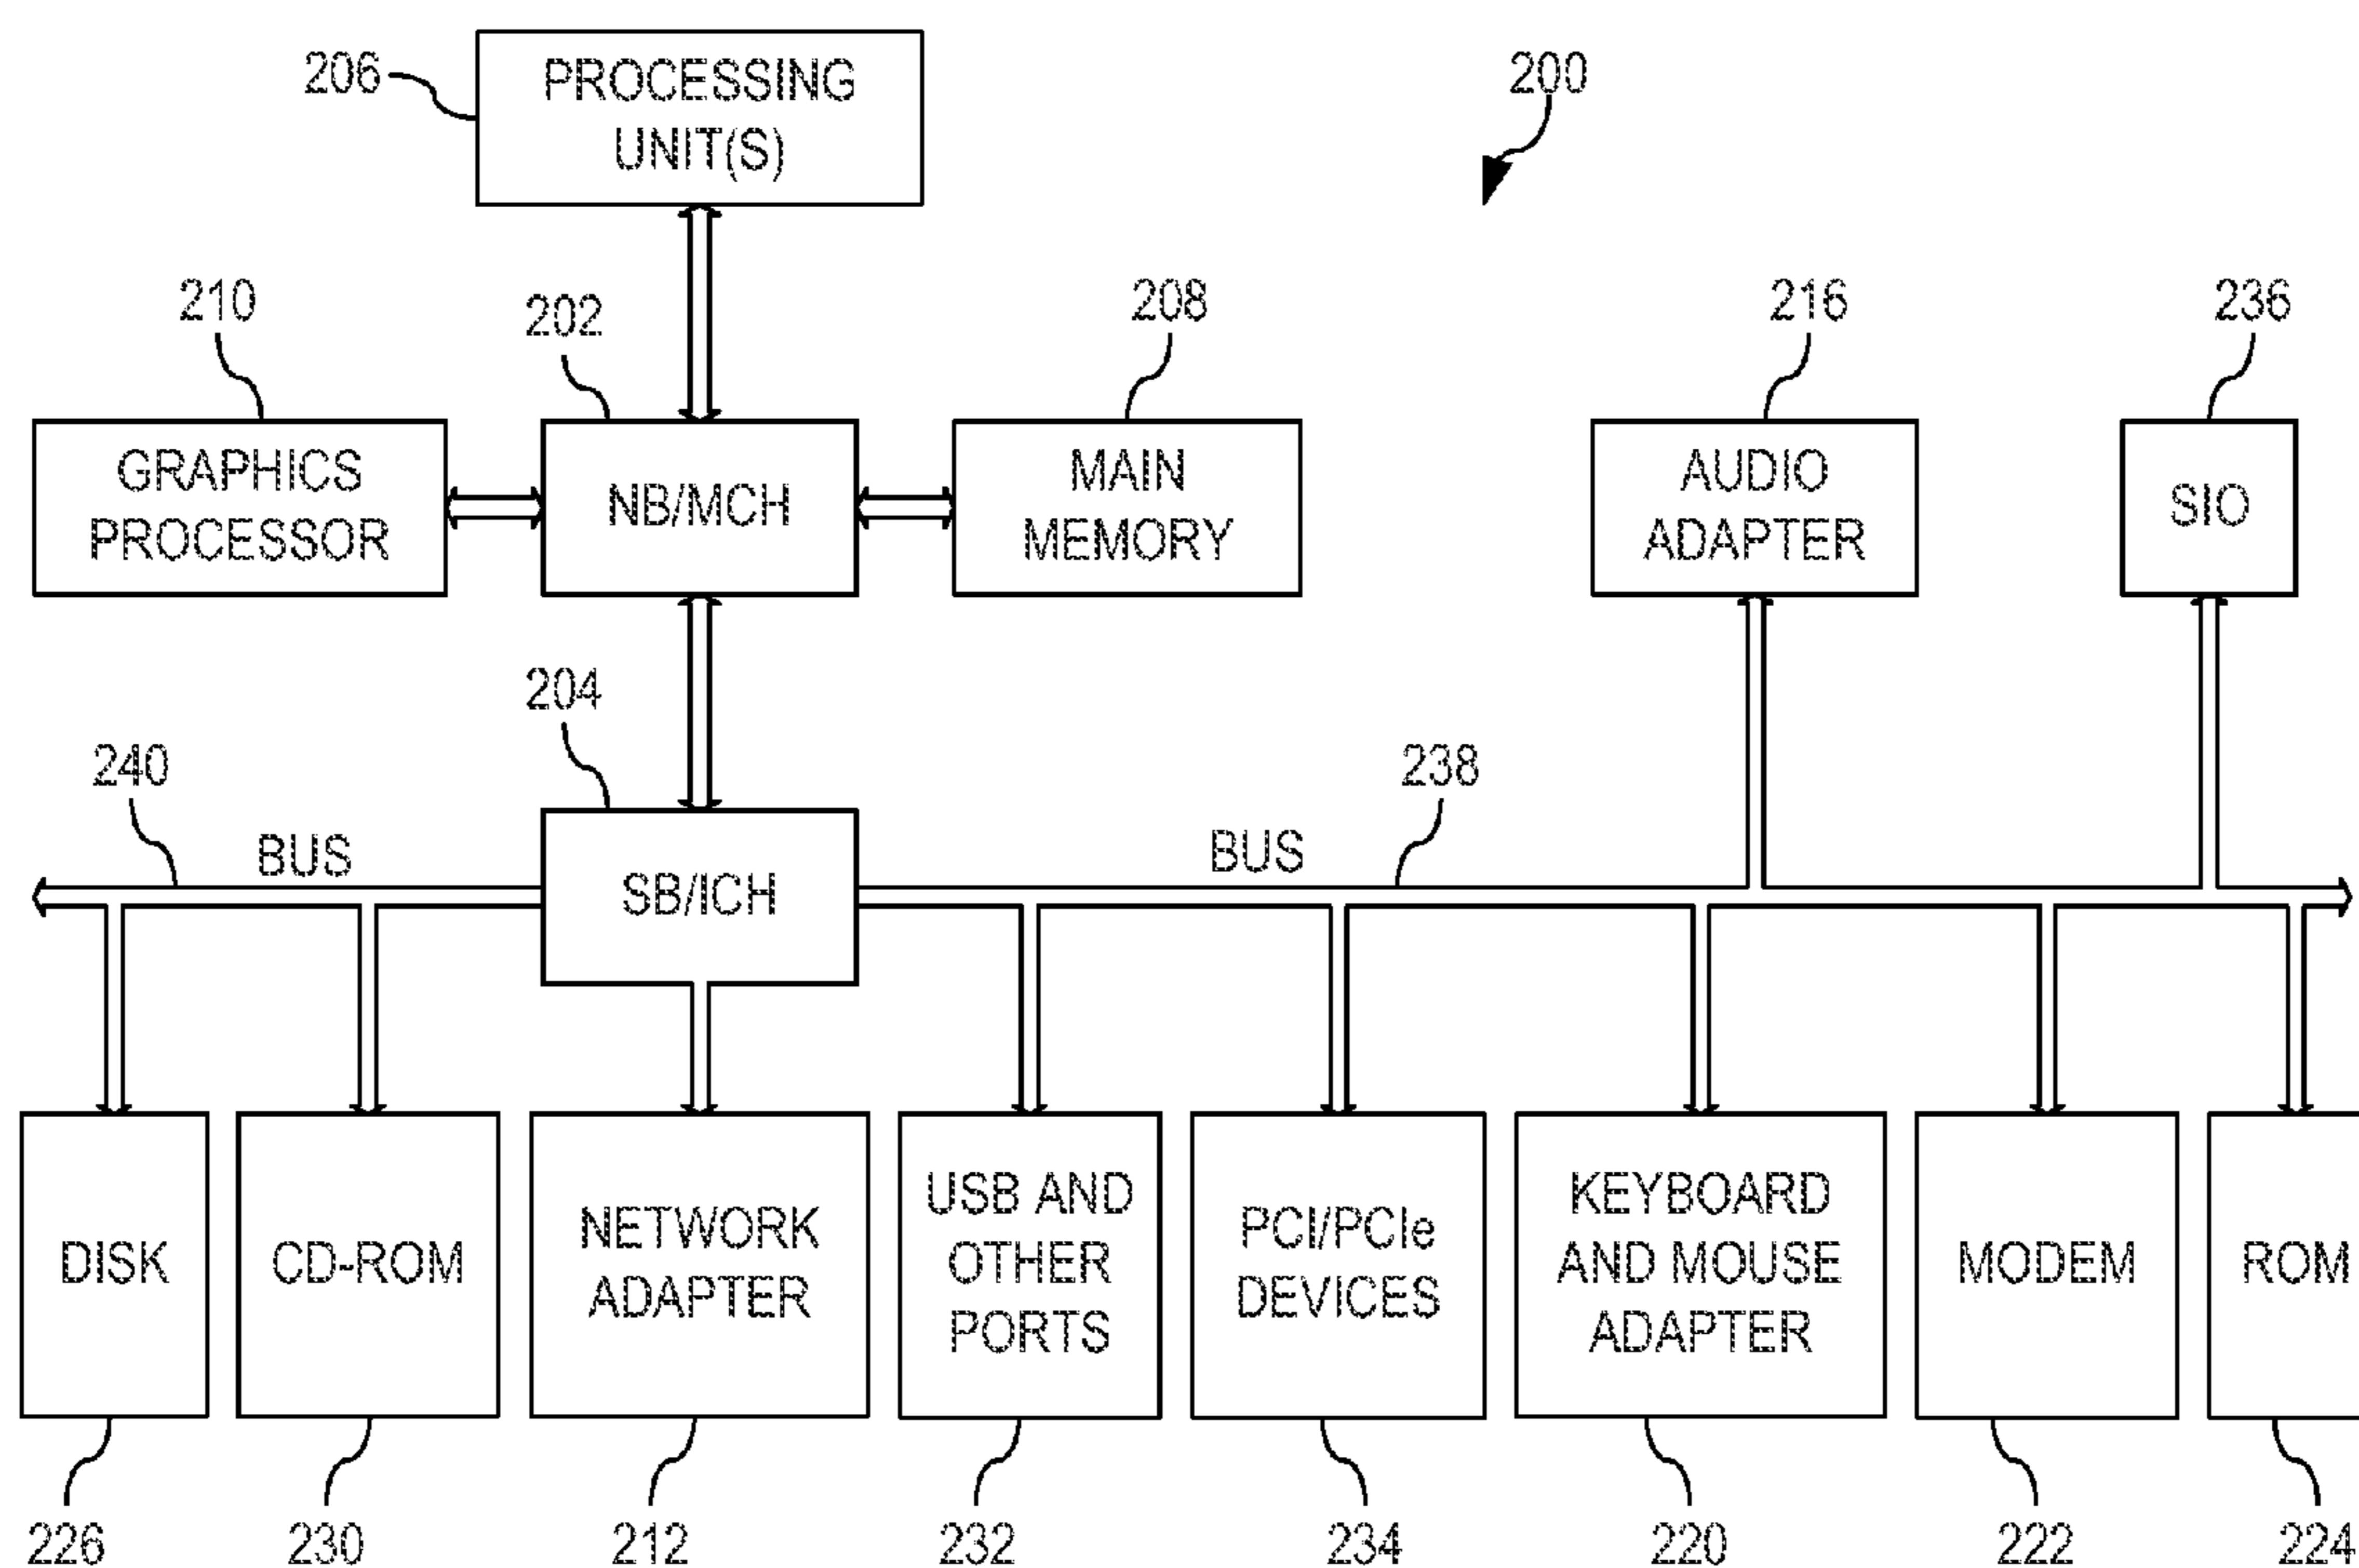 206
PROCESSING
UNIT(S)
200
210
202
208
216
236
GRAPHICS
PROCESSOR
NB/MCH
MAIN
MEMORY
AUDIO
ADAPTER
SIO
204
240
238
BUS
SB/ICH
BUS
DISK
CD-ROM
NETWORK
ADAPTER
USB AND
OTHER
PORTS
PCI/PCIe
DEVICES
KEYBOARD
AND MOUSE
ADAPTER
MODEM
ROM
226
230
212
232
234
220
222
224